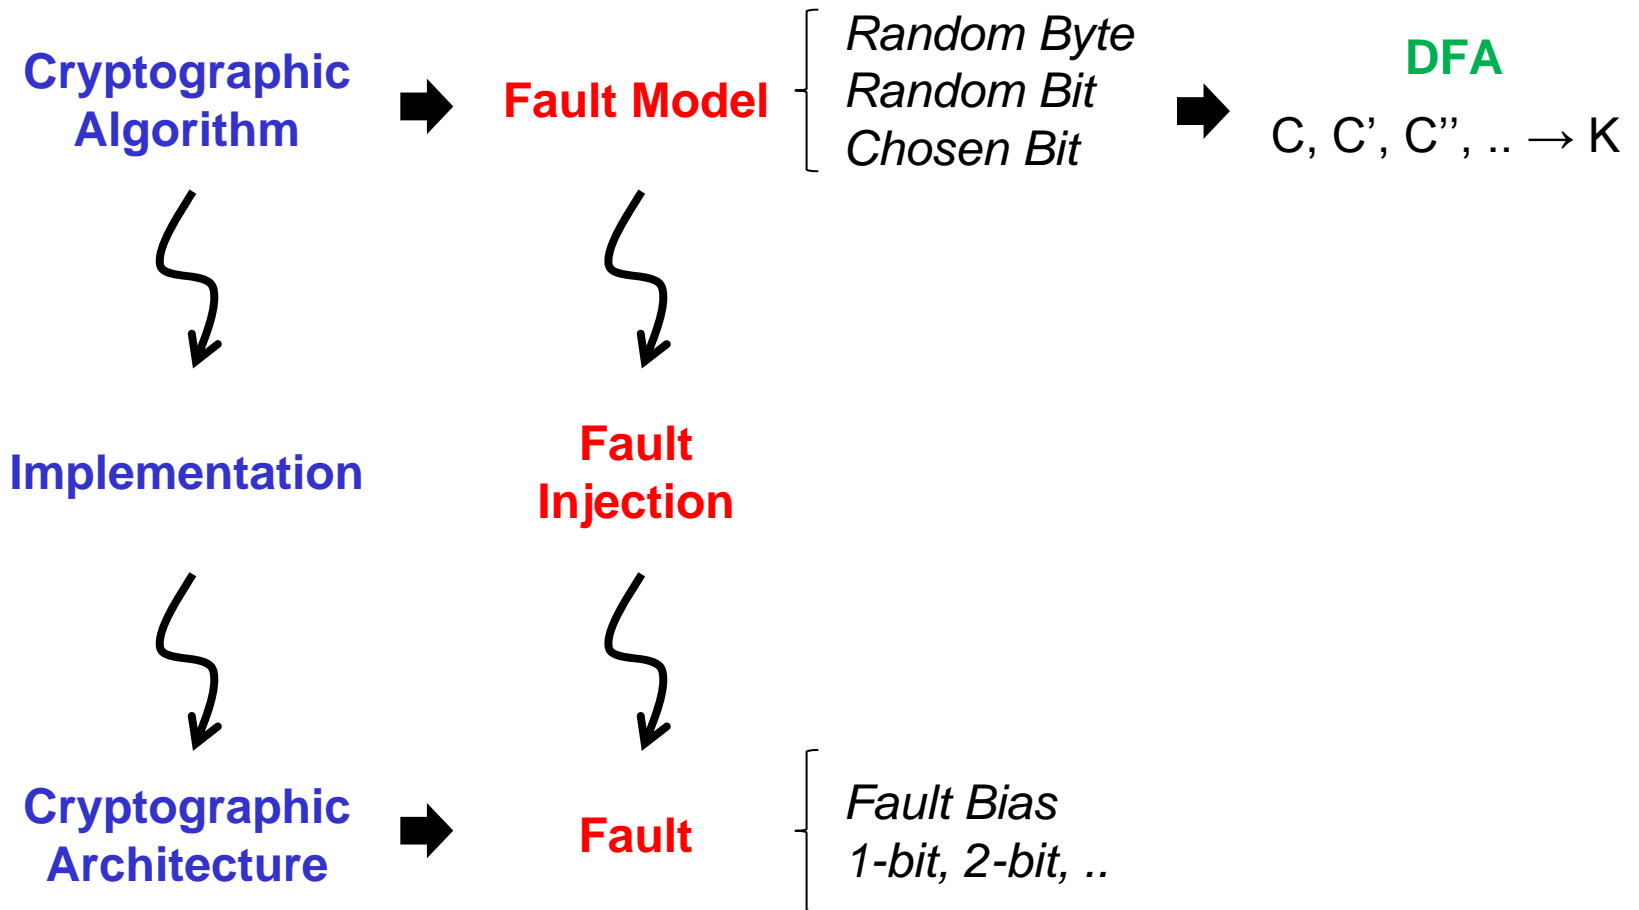 Cryptographic
Algorithm
Fault Model
Random Byte
Random Bit
Chosen Bit
DFA
C, C’, C’’, .. → K
Implementation
Fault
Injection
Cryptographic
Architecture
Fault
Fault Bias
1-bit, 2-bit, ..